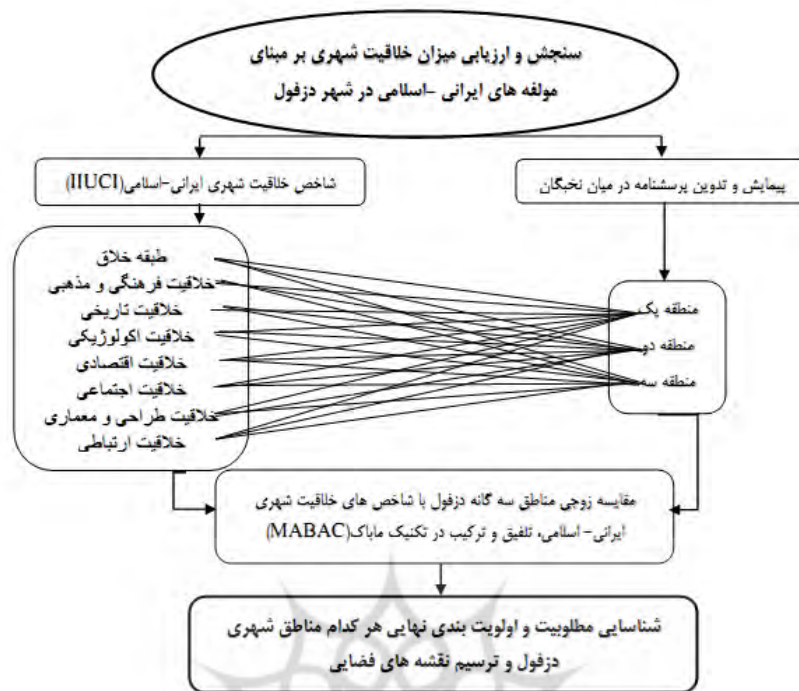 سنجش و ارزیابی میزان خلاقیت شهری بر مبنای
مولفه های ایرانی –اسلامی در شهر دزفول
پیمایش و تدوین پرسشنامه در میان نخبگان
شاخص خلاقیت شهری ایرانی-اسلامی(IIUCI)
منطقه یک
منطقه دو
منطقه سه
طبقه خلاق
خلاقیت فرهنگی و مذهبی
خلاقیت تاریخی
خلاقیت اکولوژیکی
خلاقیت اقتصادی
خلاقیت اجتماعی
خلاقیت طراحی و معماری
خلاقیت ارتباطی
مقایسه زوجی مناطق سه گانه دزفول با شاخص های خلاقیت شهری
ایرانی- اسلامی، تلفیق و ترکیب در تکنیک ماباک(MABAC)
شناسایی مطلوبیت و اولویت بندی نهایی هر کدام مناطق شهری
دزفول و ترسیم نقشه های فضایی